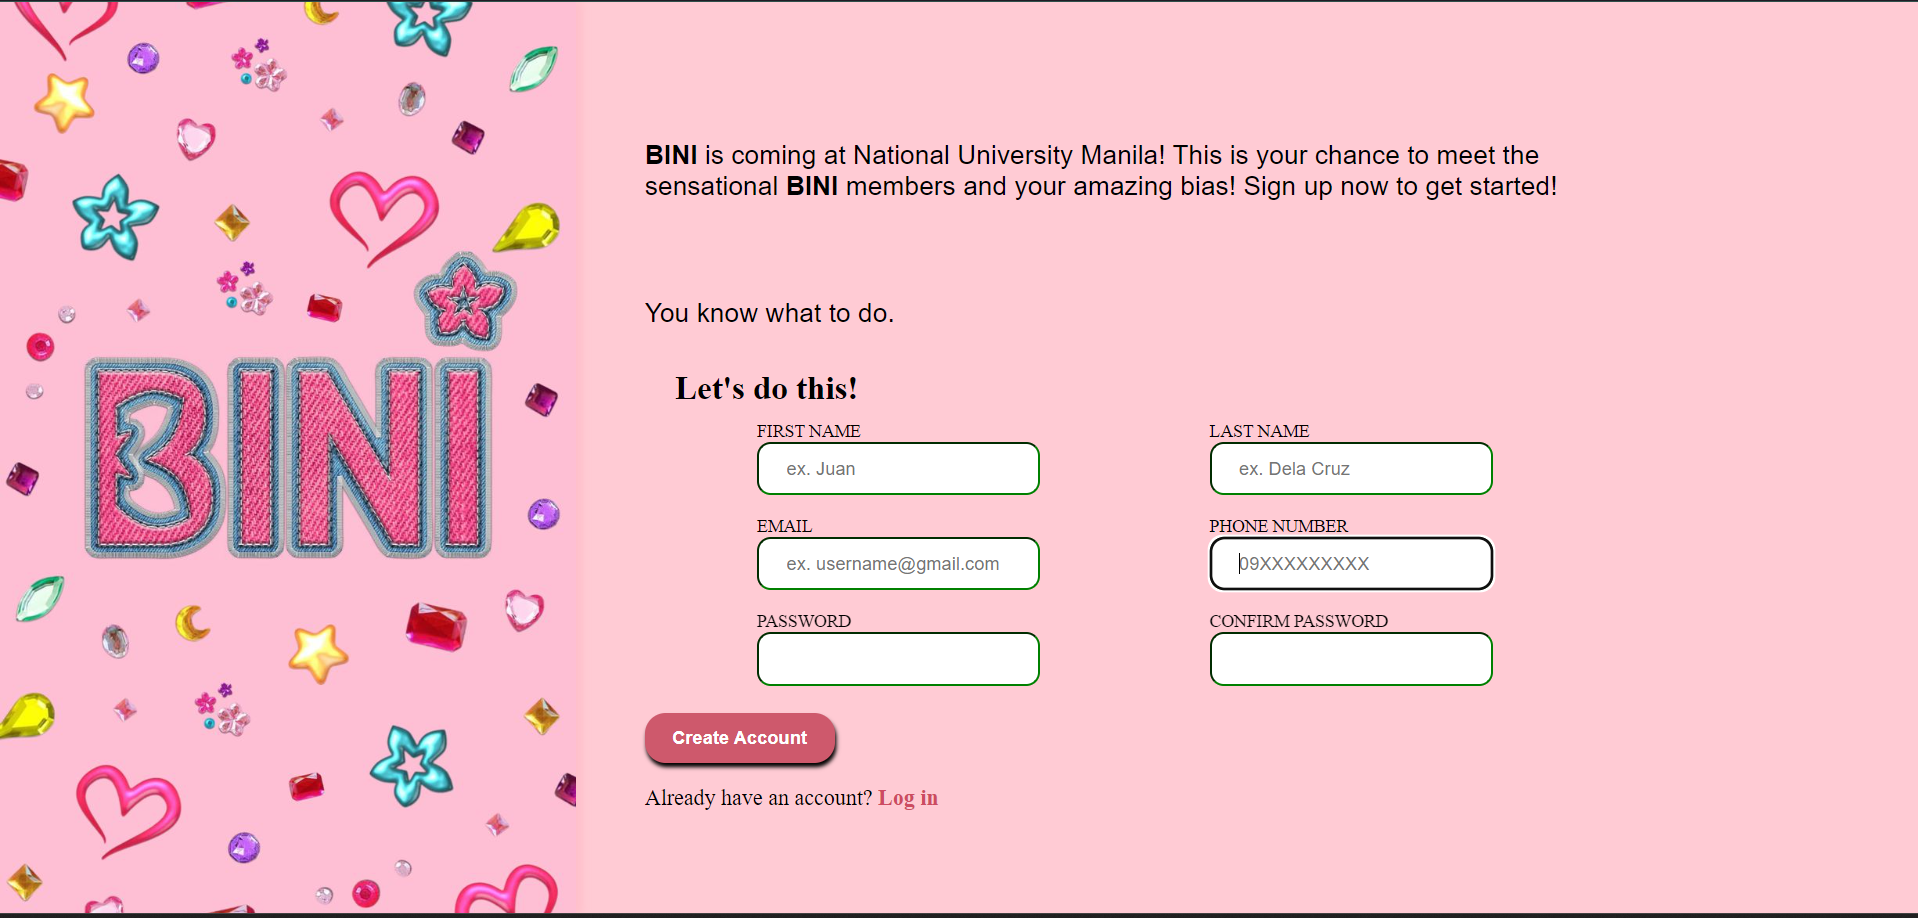 BINI
BINI is coming at National University Manila! This is your chance to meet the
sensational BINI members and your amazing bias! Sign up now to get started!
You know what to do.
Let's do this!
FIRST NAME
LAST NAME
ex. Juan
ex. Dela Cruz
EMAIL
PHONE NUMBER
ex. username@gmail.com
09XXXXXXXXX
PASSWORD
CONFIRM PASSWORD
Create Account
Already have an account? Log in